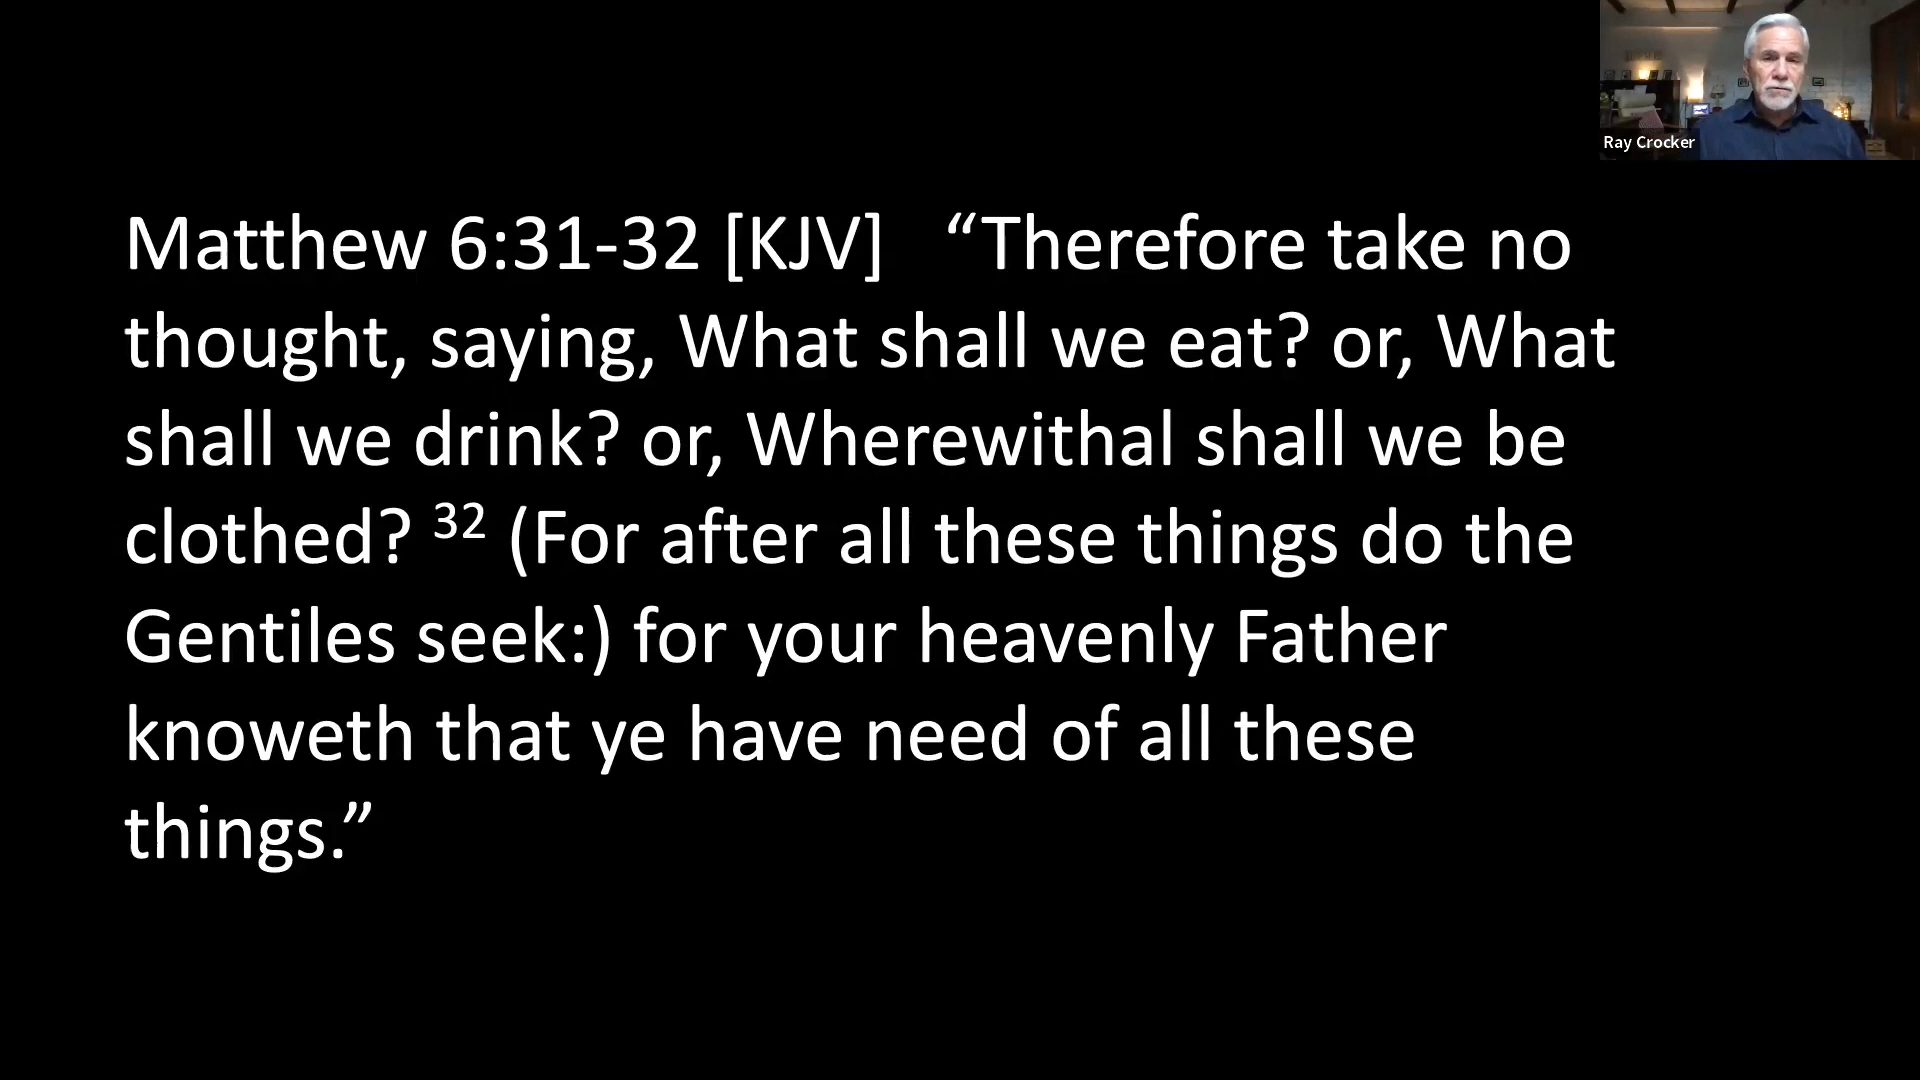 Ray Crocker
Matthew 6:31-32 [KJV] “Therefore take no
thought, saying, What shall we eat? or, What
shall we drink? or, Wherewithal shall we be
clothed? 32 (For after all these things do the
Gentiles seek:) for your heavenly Father
knoweth that ye have need of all these
things.”